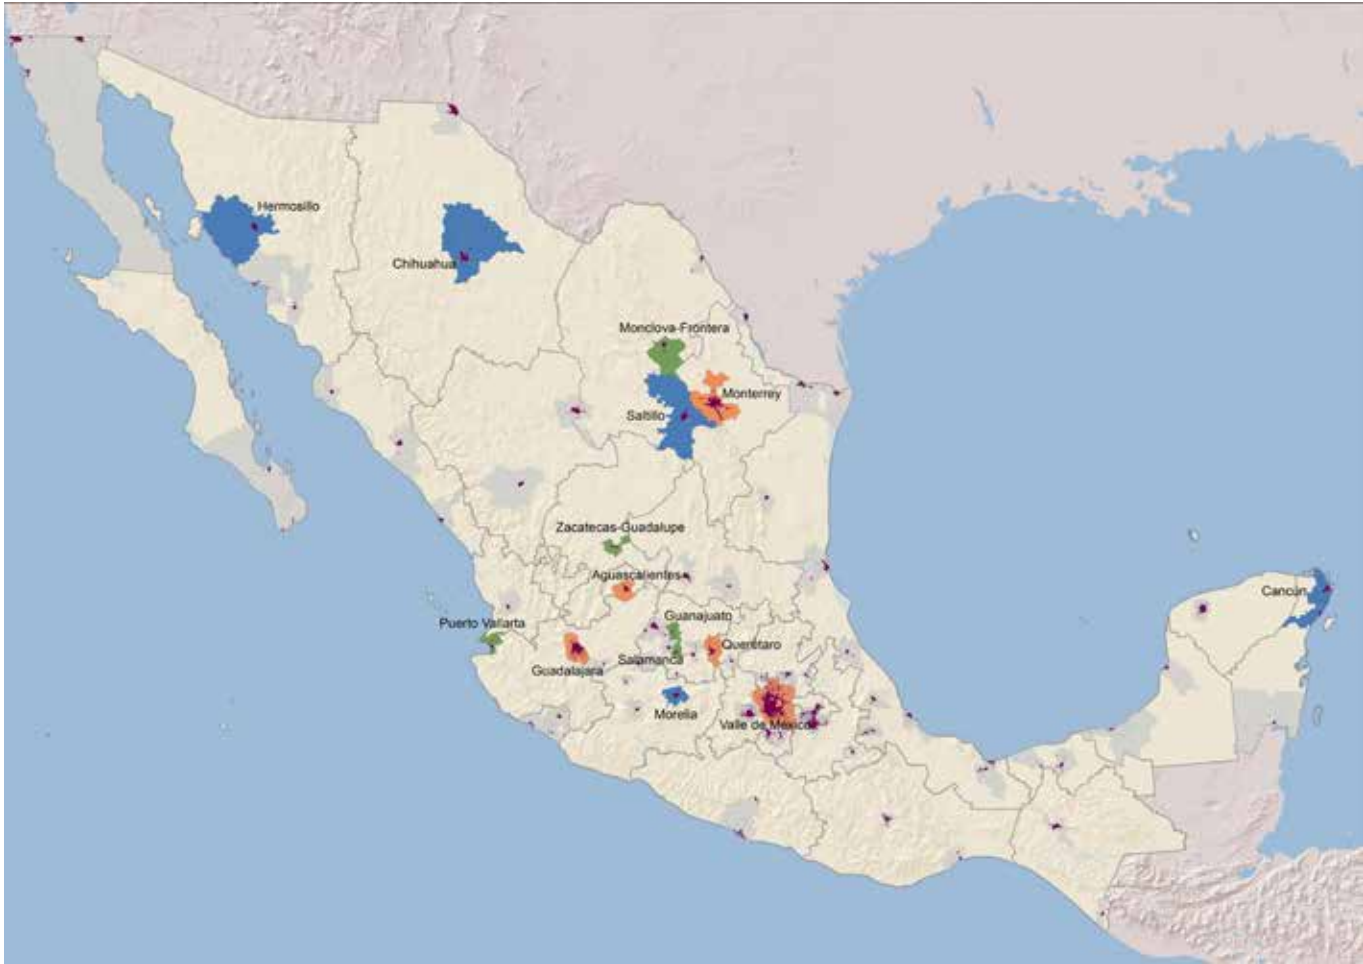 Hermosillo
Chihuahua
Monclova-Frontera
Monterrey
Saltillo
Zacatecas-Guadalupe
Aguascalientes
Cancún
Guanajuato
Puerto Vallarta
Querétaro
Salamanca
Guadalajara
Morelia
Valle de México